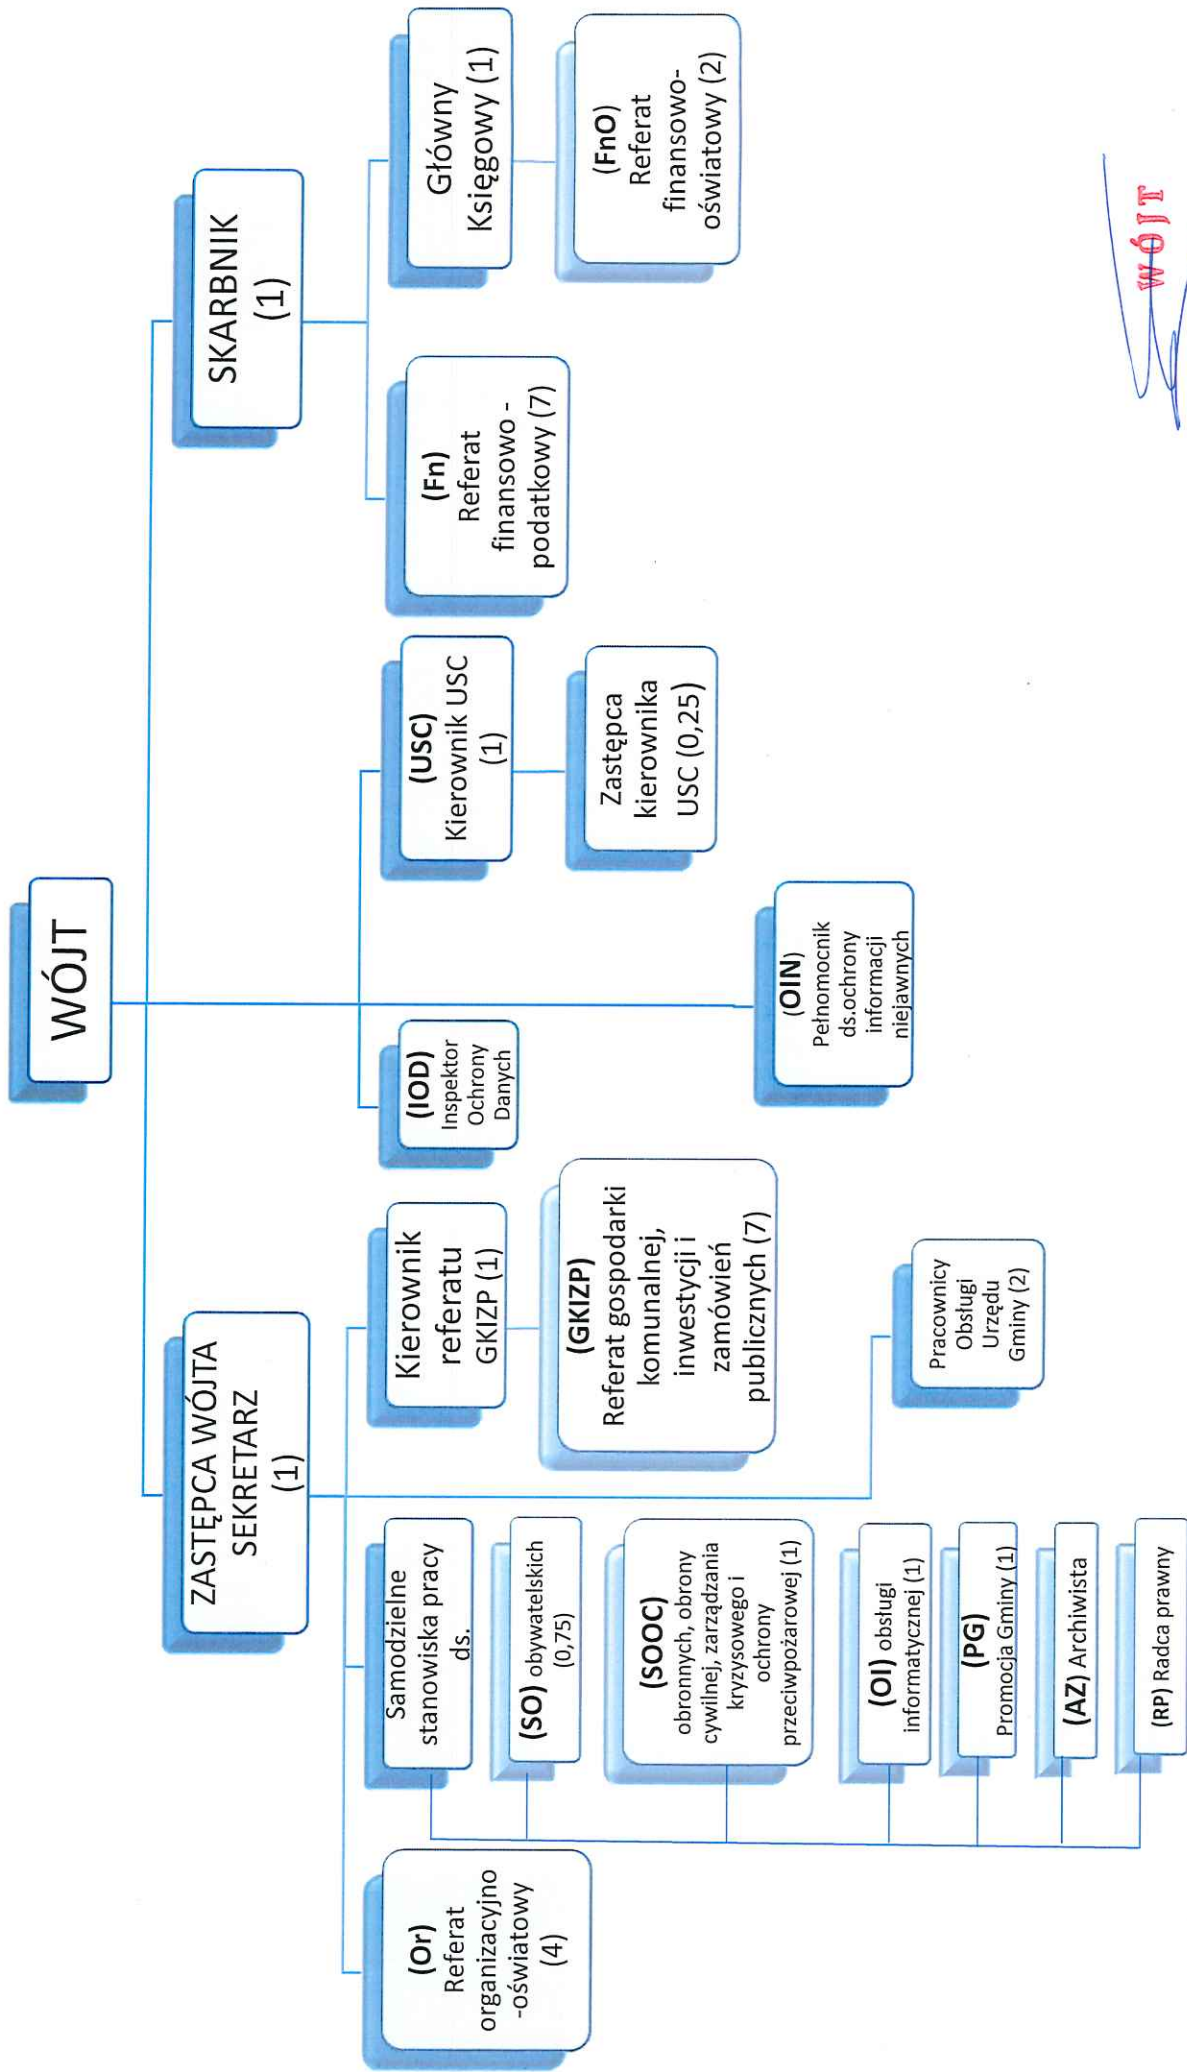 WÓJT
ZASTĘPCA WÓJTA
SEKRETARZ
(1)
SKARBNIK
(1)
(Or)
Referat
organizacyjno
-oświatowy
(4)
Samodzielne
stanowiska pracy
ds.
(SO) obywatelskich
(0,75)
(SOOC)
obronnych, obrony
cywilnej, zarządzania
kryzysowego i
ochrony
przeciwpożarowej (1)
(OI) obsługi
informatycznej (1)
(PG)
Promocja Gminy (1)
(AZ) Archiwista
(RP) Radca prawny
Kierownik
referatu
GKIZP (1)
(GKIZP)
Referat gospodarki
komunalnej,
inwestycji i
zamówień
publicznych (7)
Pracownicy
Obsługi
Urzędu
Gminy (2)
(IOD)
Inspektor
Ochrony
Danych
(USC)
Kierownik USC
(1)
Zastępca
kierownika
USC (0,25)
(OIN)
Pełnomocnik
ds.ochrony
informacji
niejawnych
(Fn)
Referat
finansowo -
podatkowy (7)
Główny
Księgowy (1)
(FnO)
Referat
finansowo-
oświatowy (2)
WÓJT